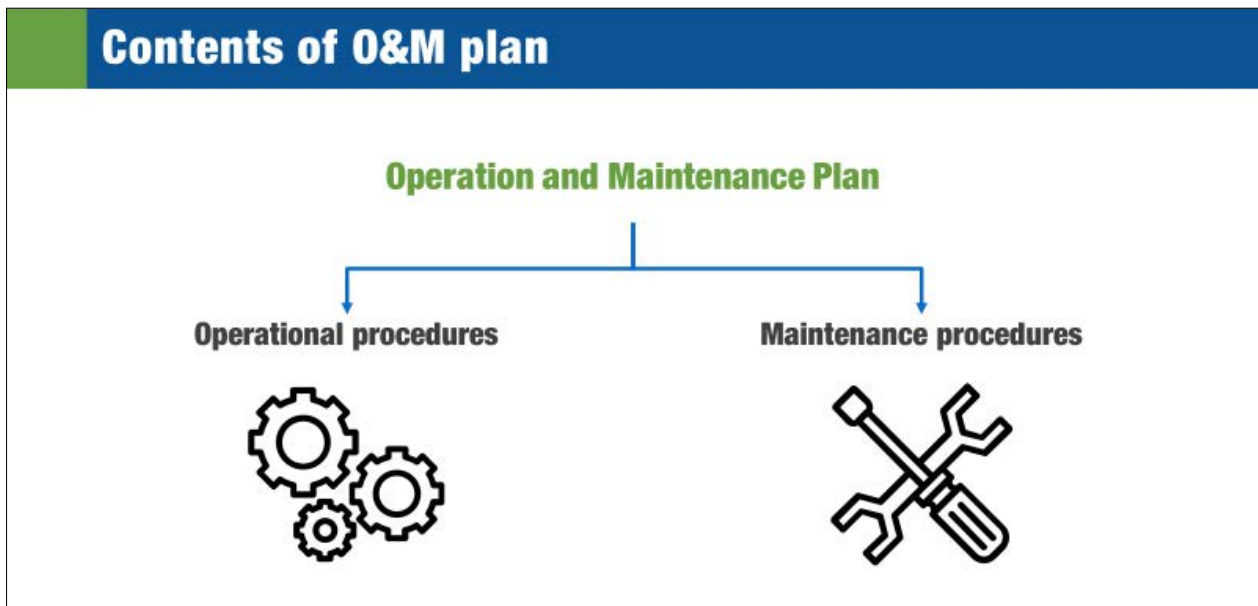 Contents of O&M plan
Operation and Maintenance Plan
Operational procedures
Maintenance procedures